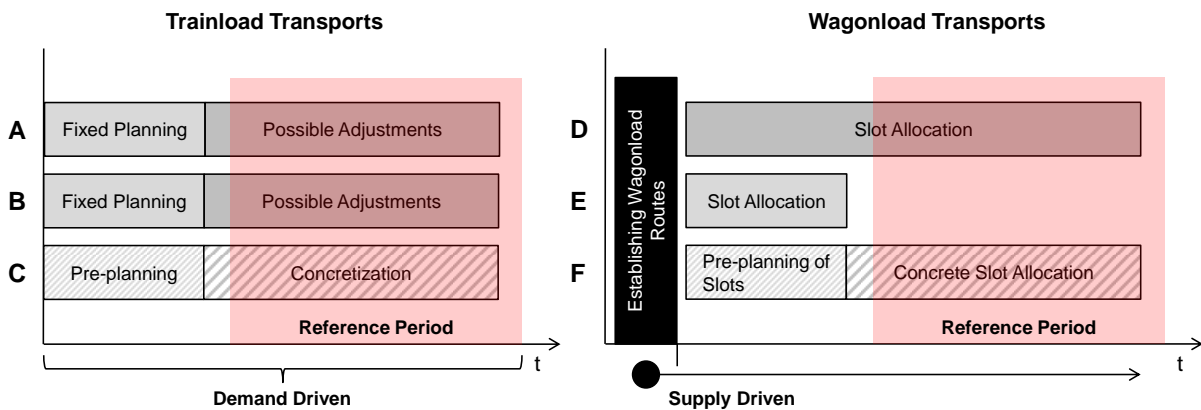 Trainload Transports
A
Fixed Planning
Possible Adjustments
B
Fixed Planning
Possible Adjustments
C
Pre-planning
Concretization
Reference Period
t
Demand Driven
Wagonload Transports
Establishing Wagonload
Routes
D
Slot Allocation
E
Slot Allocation
F
Pre-planning of
Slots
Concrete Slot Allocation
Reference Period
t
Supply Driven